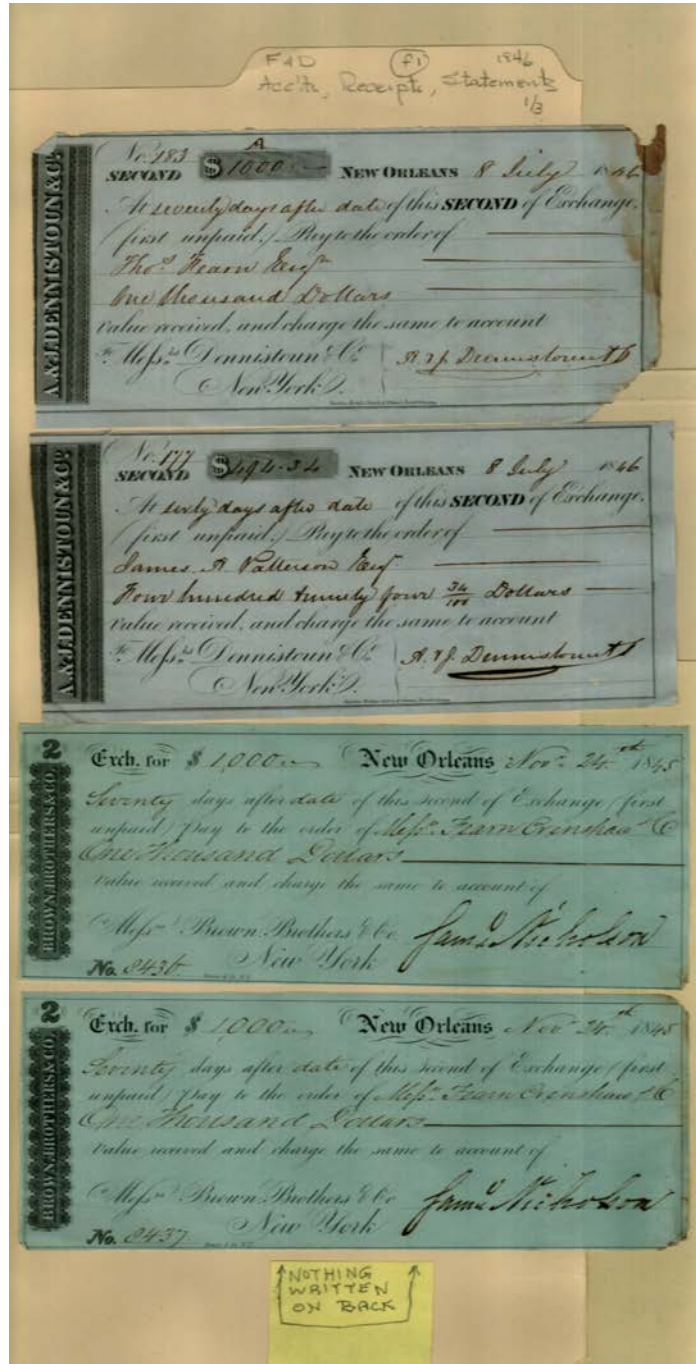 F&D (f1) 1846
Acc'ts, Receipts, Statements
1/3
A. & J. DENNISTOUN & Co.
No. 183 A
SECOND $ 1000 — NEW ORLEANS 8 July 1846
At seventy days after date of this SECOND of Exchange,
(first unpaid.) Pay to the order of
Thos. Fearn Esqr
One thousand Dollars
Value received, and charge the same to account
To Messrs Dennistoun & Co. A. & J. Dennistoun & Co
New York
A. & J. DENNISTOUN & Co.
No. 177
SECOND $ 494.34 NEW ORLEANS 8 July 1846
At sixty days after date of this SECOND of Exchange,
(first unpaid.) Pay to the order of
James A Patterson Esqr
Four hundred & ninety four 34/100 Dollars
Value received, and charge the same to account
To Messrs Dennistoun & Co. A. & J. Dennistoun & Co
New York
2
BROWN, BROTHERS & CO.
Exch. for $ 1,000 New Orleans Novr 24th 1845
Seventy days after date of this second of Exchange (first
unpaid) Pay to the order of Messrs Fearn Crenshaw & Co
One Thousand Dollars
Value received and charge the same to account of
Messrs Brown Brothers & Co Saml Nicholson
New York
No. 8436
2
BROWN, BROTHERS & CO.
Exch. for $ 1,000 New Orleans Novr 24th 1845
Seventy days after date of this second of Exchange (first
unpaid) Pay to the order of Messrs Fearn Crenshaw & Co
One Thousand Dollars
Value received and charge the same to account of
Messrs Brown Brothers & Co Saml Nicholson
New York
No. 8437
NOTHING
WRITTEN
ON BACK